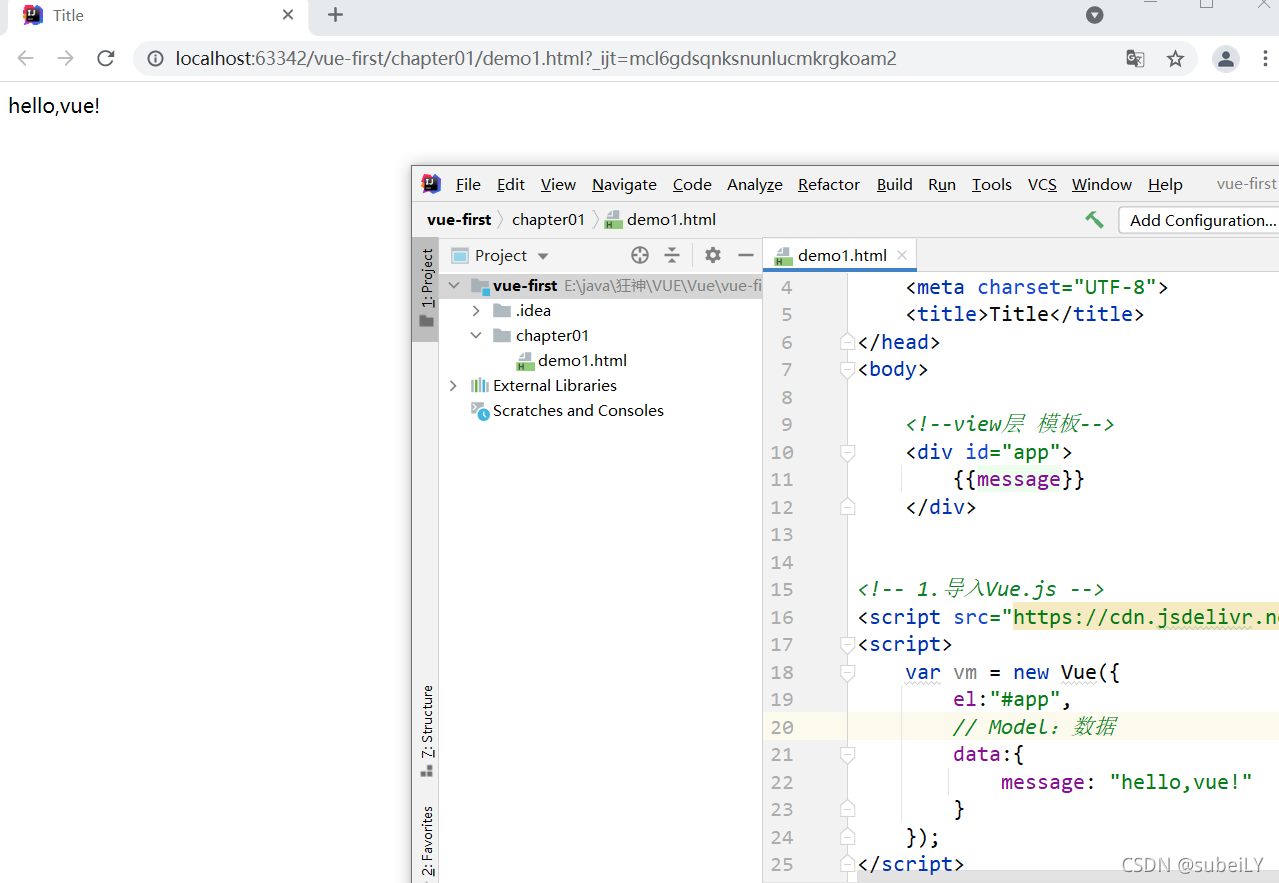 Title
localhost:63342/vue-first/chapter01/demo1.html?_ijt=mcl6gdsqnksnunlucmkrgkoam2
hello,vue!
File Edit View Navigate Code Analyze Refactor Build Run Tools VCS Window Help vue-first
vue-first chapter01 demo1.html
Add Configuration...
1: Project
Project
demo1.html
vue-first E:\java\狂神\VUE\Vue\vue-fi
.idea
chapter01
demo1.html
External Libraries
Scratches and Consoles
7: Structure
2: Favorites
4 <meta charset="UTF-8">
5 <title>Title</title>
6 </head>
7 <body>
8
9 <!--view层 模板-->
10 <div id="app">
11 {{message}}
12 </div>
13
14
15 <!-- 1.导入Vue.js -->
16 <script src="https://cdn.jsdelivr.n
17 <script>
18 var vm = new Vue({
19 el:"#app",
20 // Model：数据
21 data:{
22 message: "hello,vue!"
23 }
24 });
25 </script>
CSDN @subeiLY